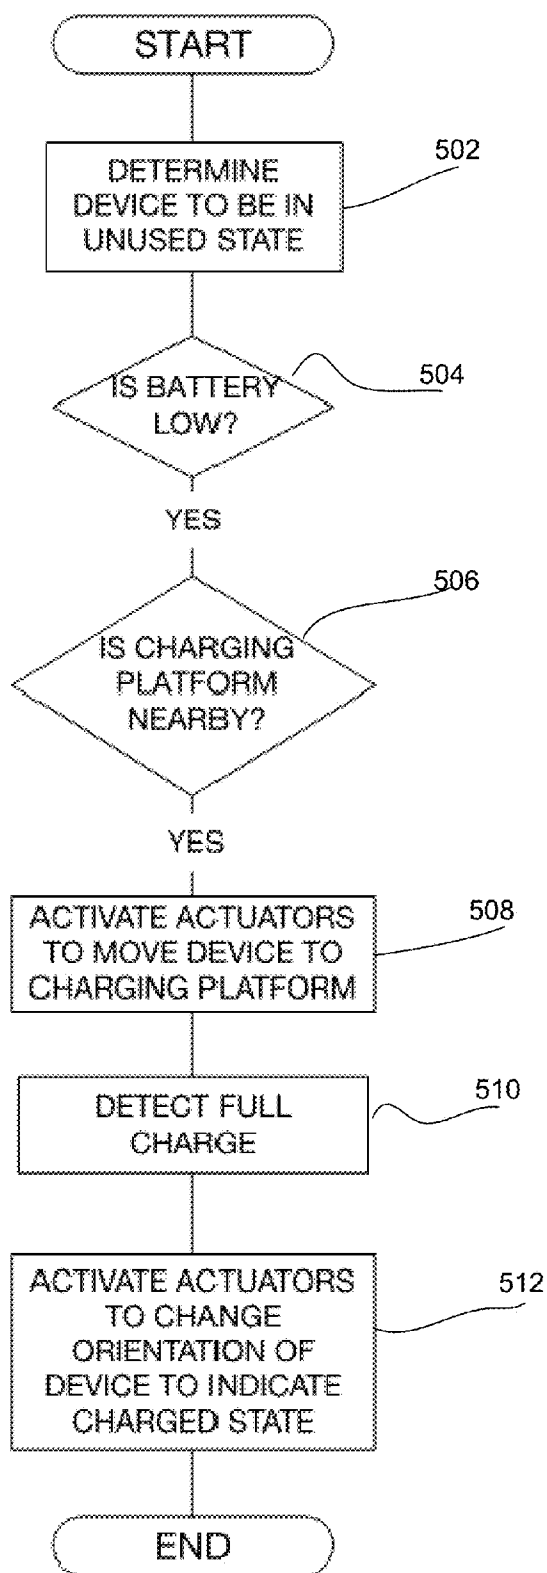 START
DETERMINE
DEVICE TO BE IN
UNUSED STATE
502
IS BATTERY
LOW?
504
YES
IS CHARGING
PLATFORM
NEARBY?
506
YES
ACTIVATE ACTUATORS
TO MOVE DEVICE TO
CHARGING PLATFORM
508
DETECT FULL
CHARGE
510
ACTIVATE ACTUATORS
TO CHANGE
ORIENTATION OF
DEVICE TO INDICATE
CHARGED STATE
512
END